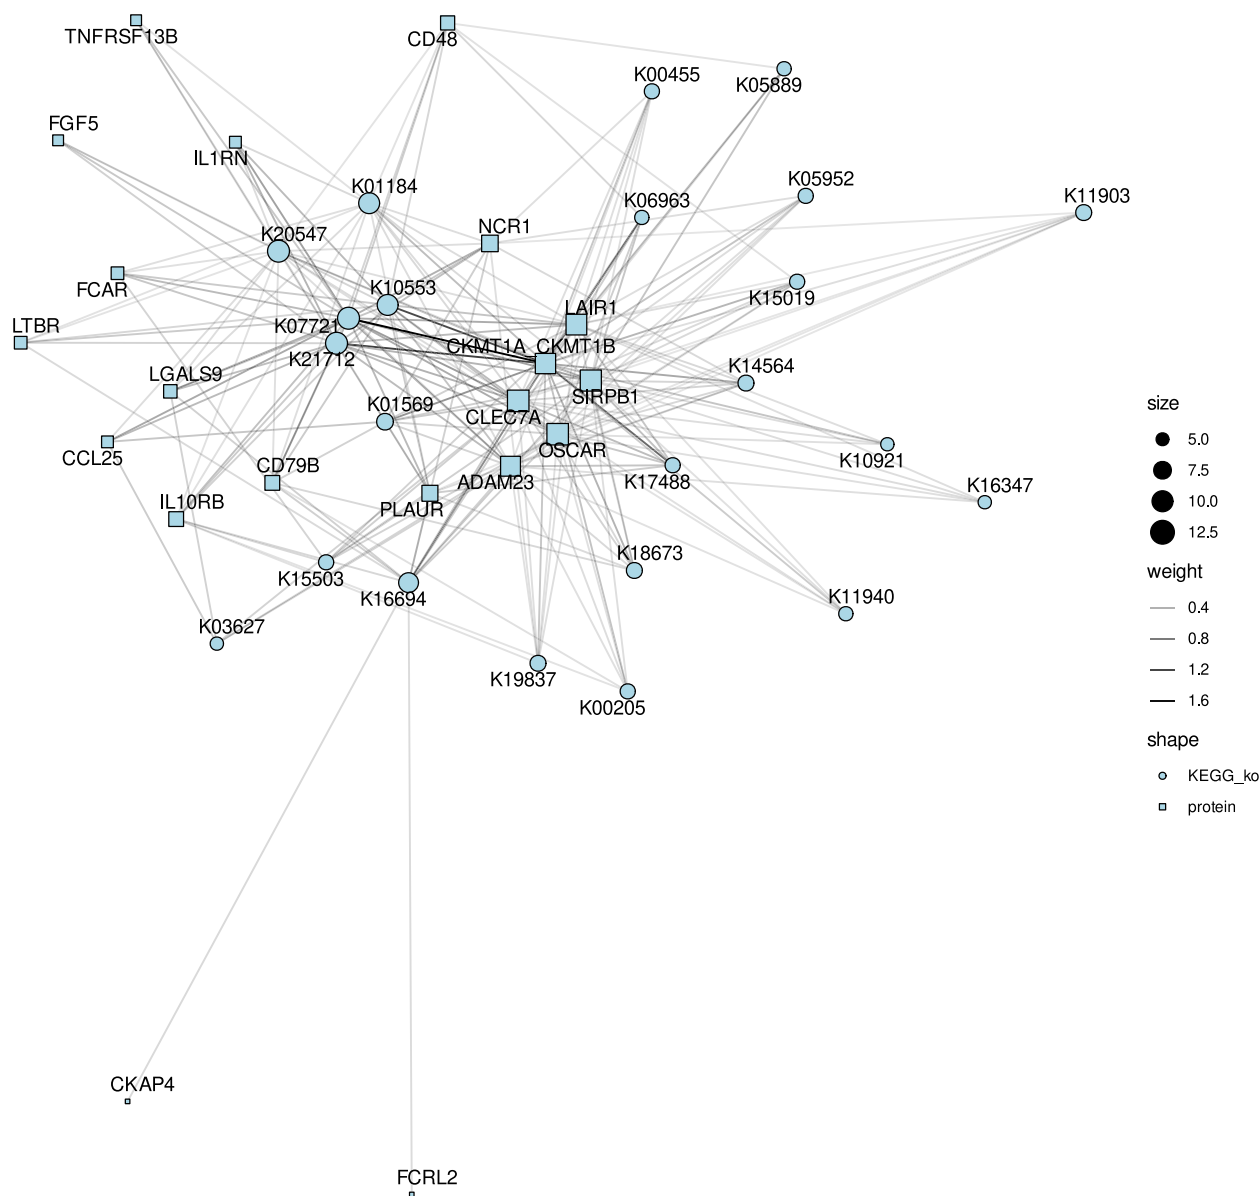 TNFRSF13B
CD48
K00455
K05889
FGF5
IL1RN
K01184
K05952
K06963
K11903
K20547
NCR1
FCAR
K10553
K15019
LAIR1
LTBR
K07721
CKMT1A_CKMT1B
K21712
LGALS9
K14564
SIRPB1
K01569
CLEC7A
OSCAR
CCL25
CD79B
K10921
ADAM23
K17488
K16347
IL10RB
PLAUR
K18673
K15503
K16694
K11940
K03627
K19837
K00205
CKAP4
FCRL2
size
5.0
7.5
10.0
12.5
weight
0.4
0.8
1.2
1.6
shape
KEGG_ko
protein